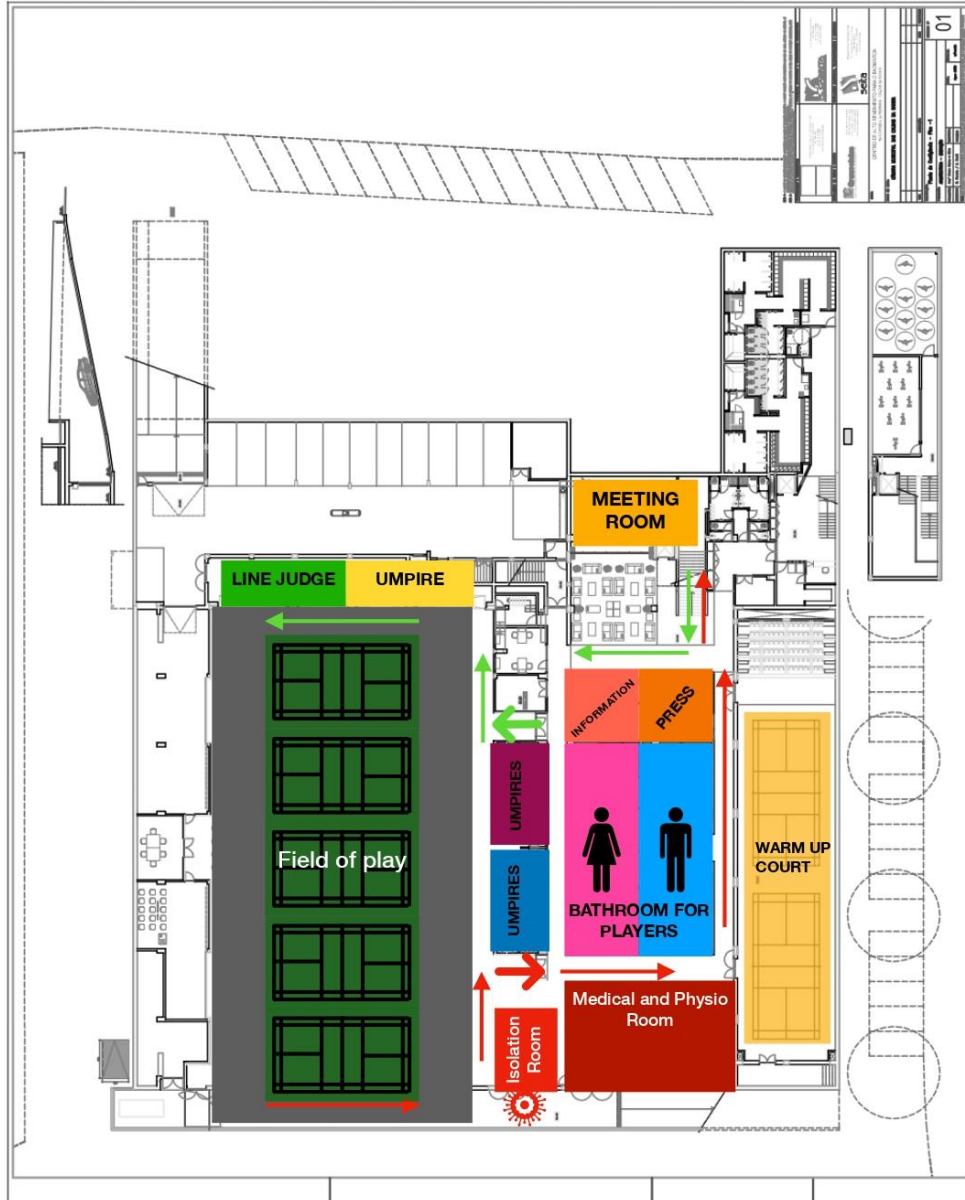 01
seta
MEETING
ROOM
LINE JUDGE
UMPIRE
INFORMATION
PRESS
UMPIRES
Field of play
WARM UP
COURT
UMPIRES
BATHROOM FOR
PLAYERS
Medical and Physio
Room
Isolation
Room